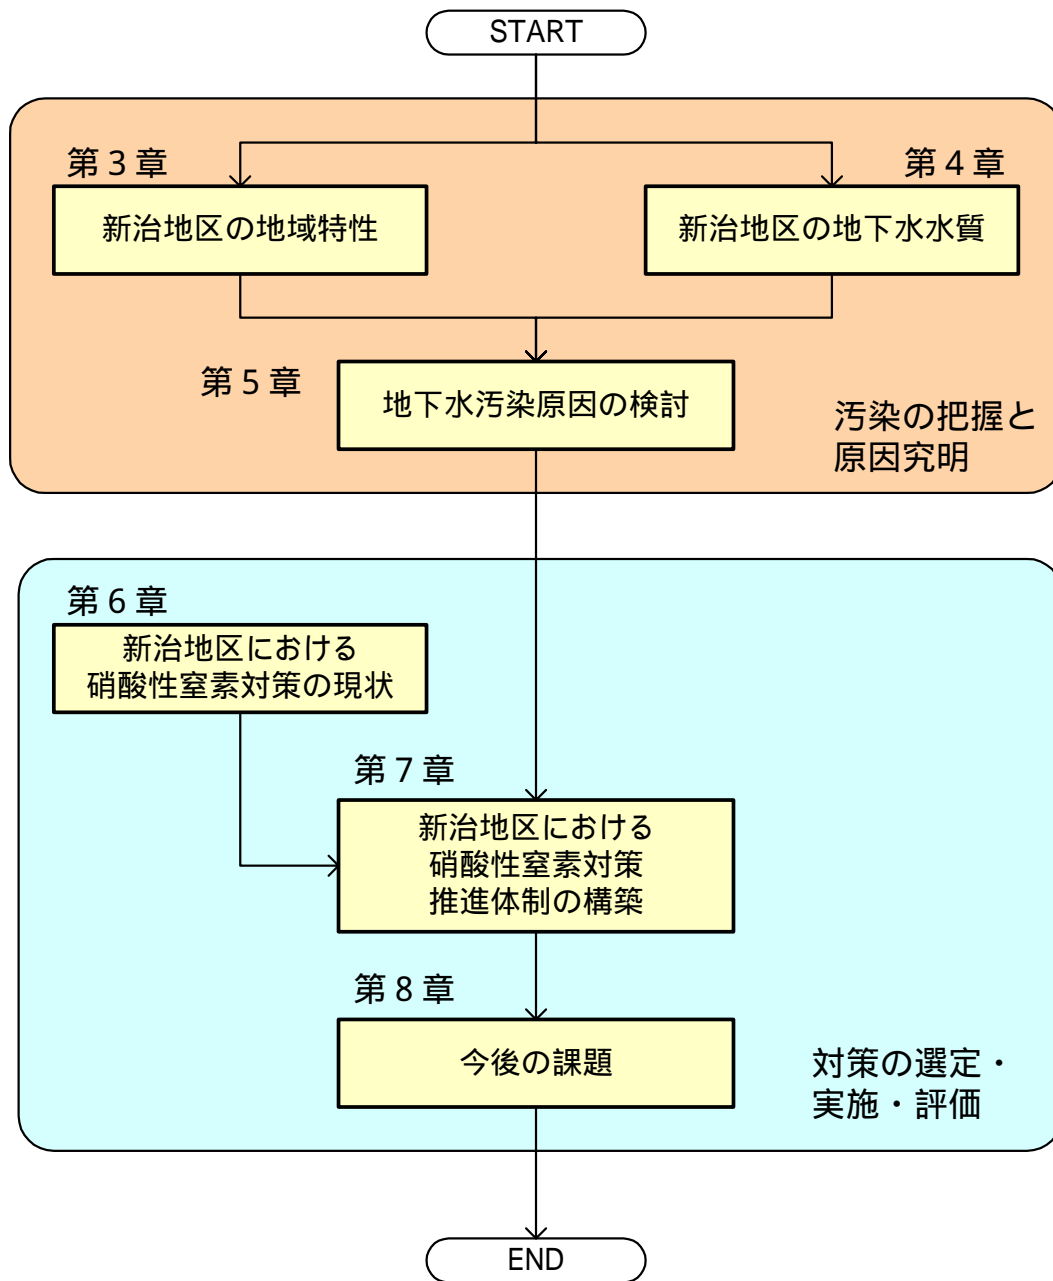 START
第３章
新治地区の地域特性
第４章
新治地区の地下水水質
第５章
地下水汚染原因の検討
汚染の把握と
原因究明
第６章
新治地区における
硝酸性窒素対策の現状
第７章
新治地区における
硝酸性窒素対策
推進体制の構築
第８章
今後の課題
対策の選定・
実施・評価
END